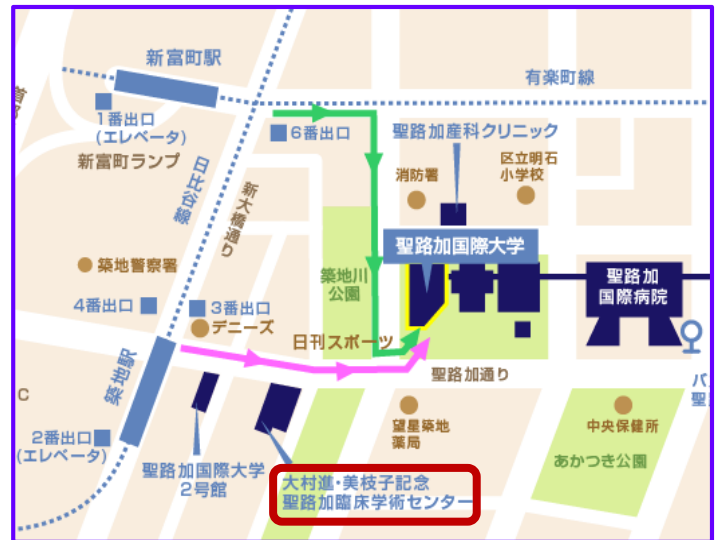 新富町駅
有楽町線
首都
1番出口
(エレベータ)
6番出口
聖路加産科クリニック
新富町ランプ
消防署
区立明石
小学校
日比谷線
新大橋通り
聖路加国際大学
築地警察署
築地川
公園
聖路加
国際病院
4番出口
3番出口
デニーズ
日刊スポーツ
聖路加通り
築地駅
バ
聖
C
2番出口
(エレベータ)
聖路加国際大学
2号館
大村進・美枝子記念
聖路加臨床学術センター
望星築地
薬局
中央保健所
あかつき公園